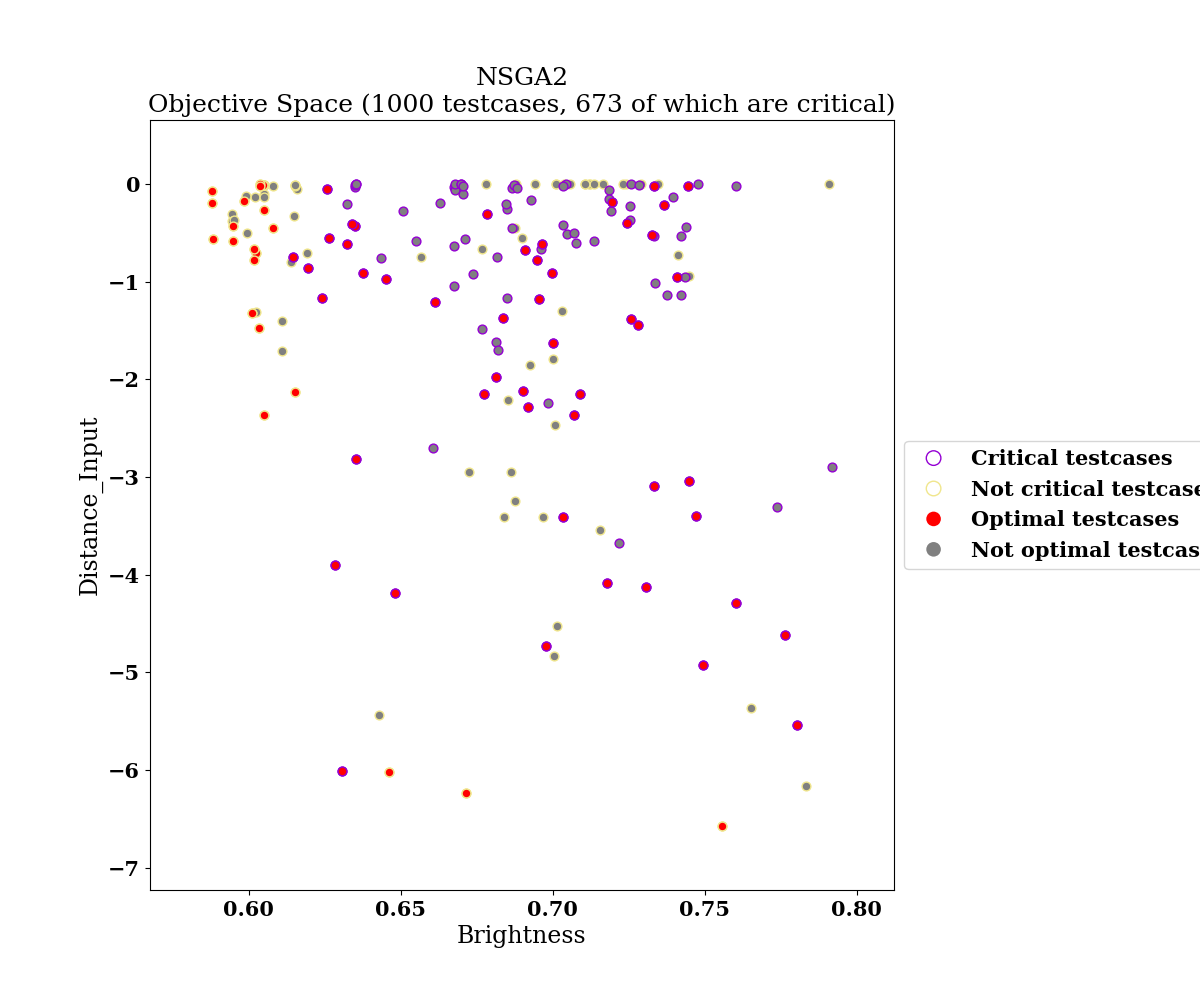 NSGA2
Objective Space (1000 testcases, 673 of which are critical)
0
−1
−2
−3
−4
−5
−6
−7
Distance_Input
0.60 0.65 0.70 0.75 0.80
Brightness
Critical testcases
Not critical testcase
Optimal testcases
Not optimal testcas